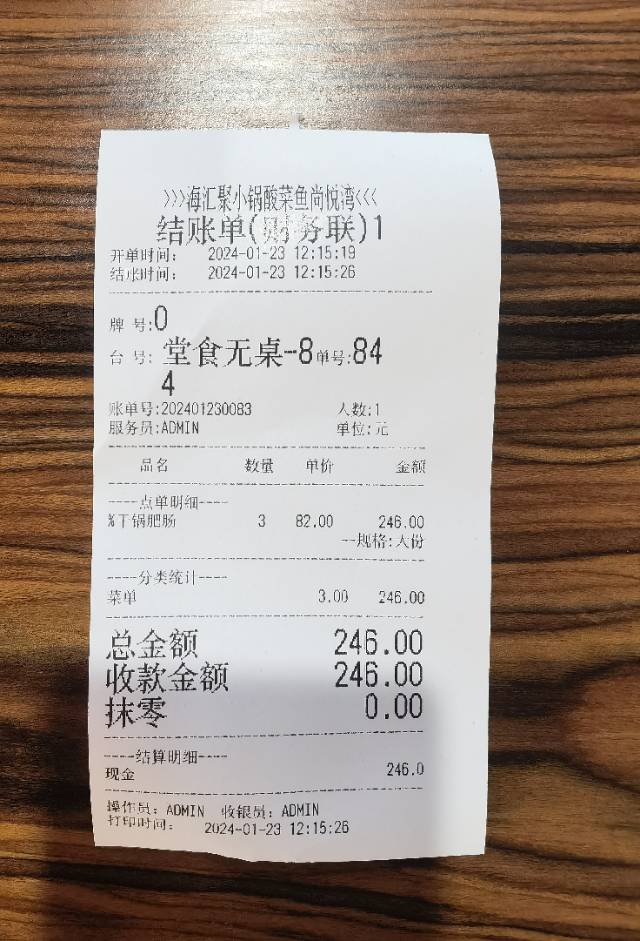 >>>海汇聚小锅酸菜鱼尚悦湾<<<
结账单(财务联)1
开单时间： 2024-01-23 12:15:19
结账时间： 2024-01-23 12:15:26
牌 号:0
台 号: 堂食无桌-8单号:84
4
账单号:202401230083 人数:1
服务员:ADMIN 单位:元
品名 数量 单价 金额
----点单明细----
%干锅肥肠 3 82.00 246.00
--规格:大份
----分类统计----
菜单 3.00 246.00
总金额 246.00
收款金额 246.00
抹零 0.00
----结算明细----
现金 246.0
操作员: ADMIN 收银员: ADMIN
打印时间： 2024-01-23 12:15:26